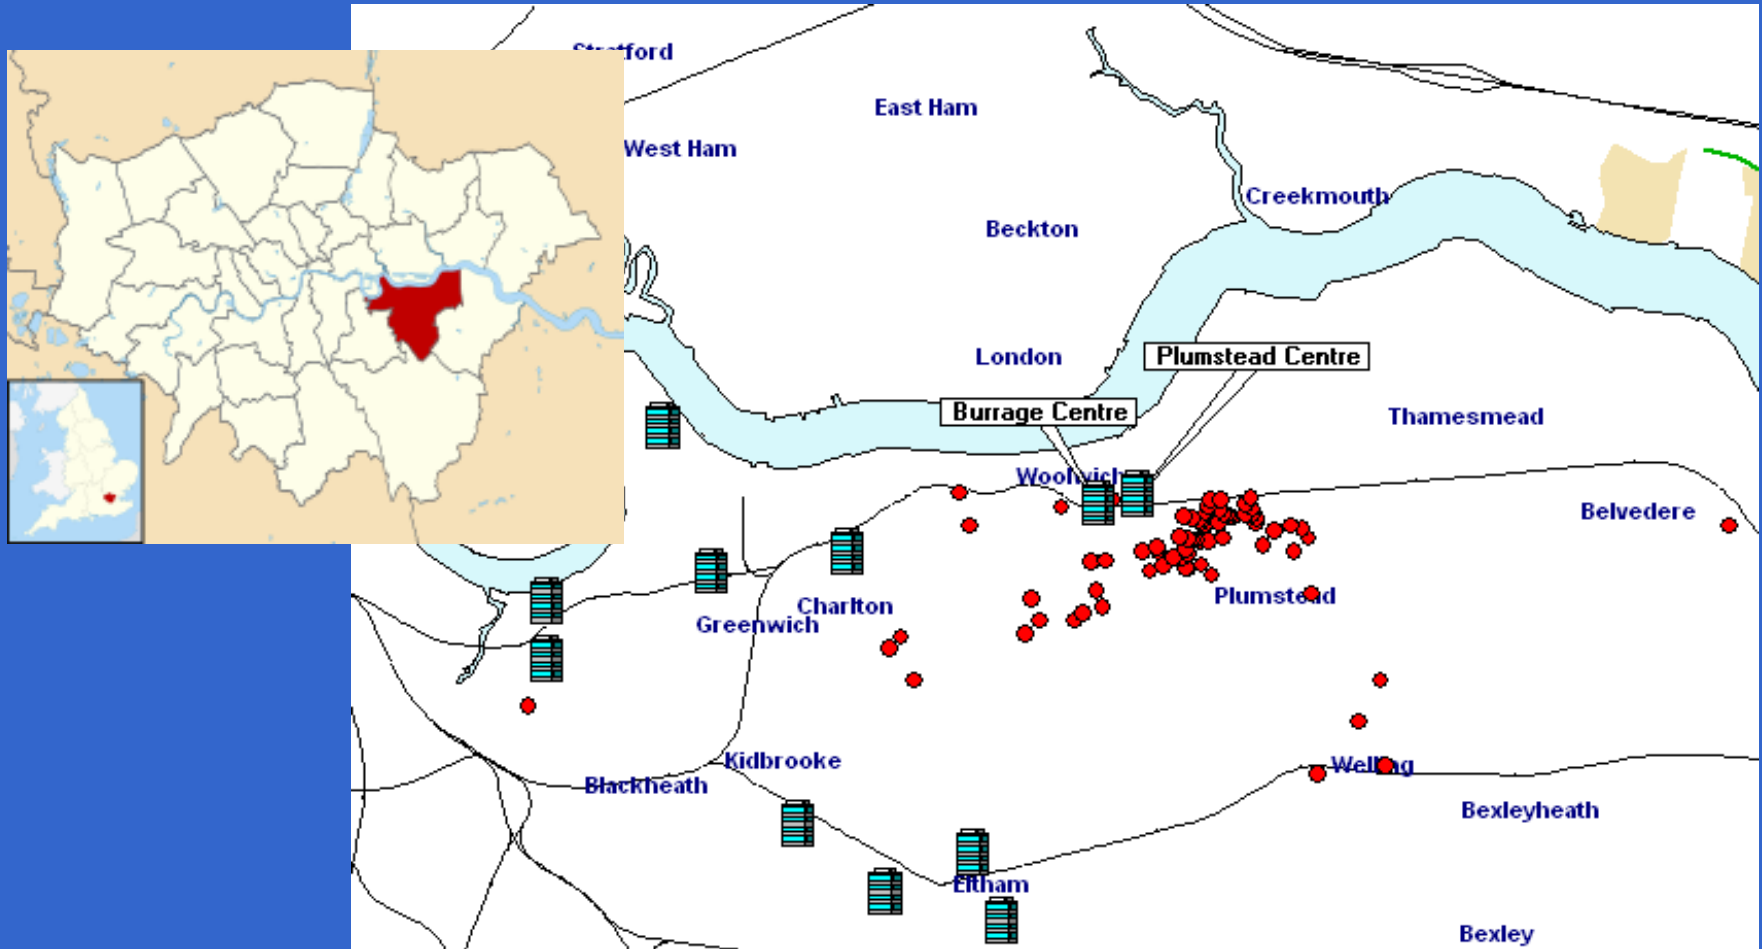 Stratford
East Ham
West Ham
Creekmouth
Beckton
London
Plumstead Centre
Burrage Centre
Thamesmead
Woolwich
Belvedere
Plumstead
Charlton
Greenwich
Kidbrooke
Welling
Blackheath
Bexleyheath
Eltham
Bexley